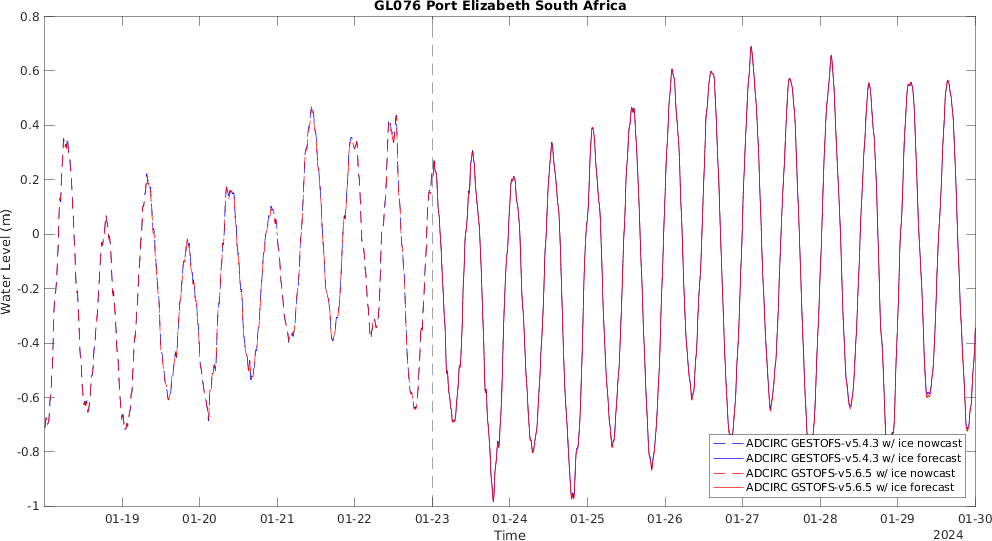 GL076 Port Elizabeth South Africa
0.8
0.6
0.4
0.2
0
-0.2
-0.4
-0.6
-0.8
-1
Water Level (m)
ADCIRC GESTOFS-v5.4.3 w/ ice nowcast
ADCIRC GESTOFS-v5.4.3 w/ ice forecast
ADCIRC GSTOFS-v5.6.5 w/ ice nowcast
ADCIRC GSTOFS-v5.6.5 w/ ice forecast
01-19 01-20 01-21 01-22 01-23 01-24 01-25 01-26 01-27 01-28 01-29 01-30
Time
2024